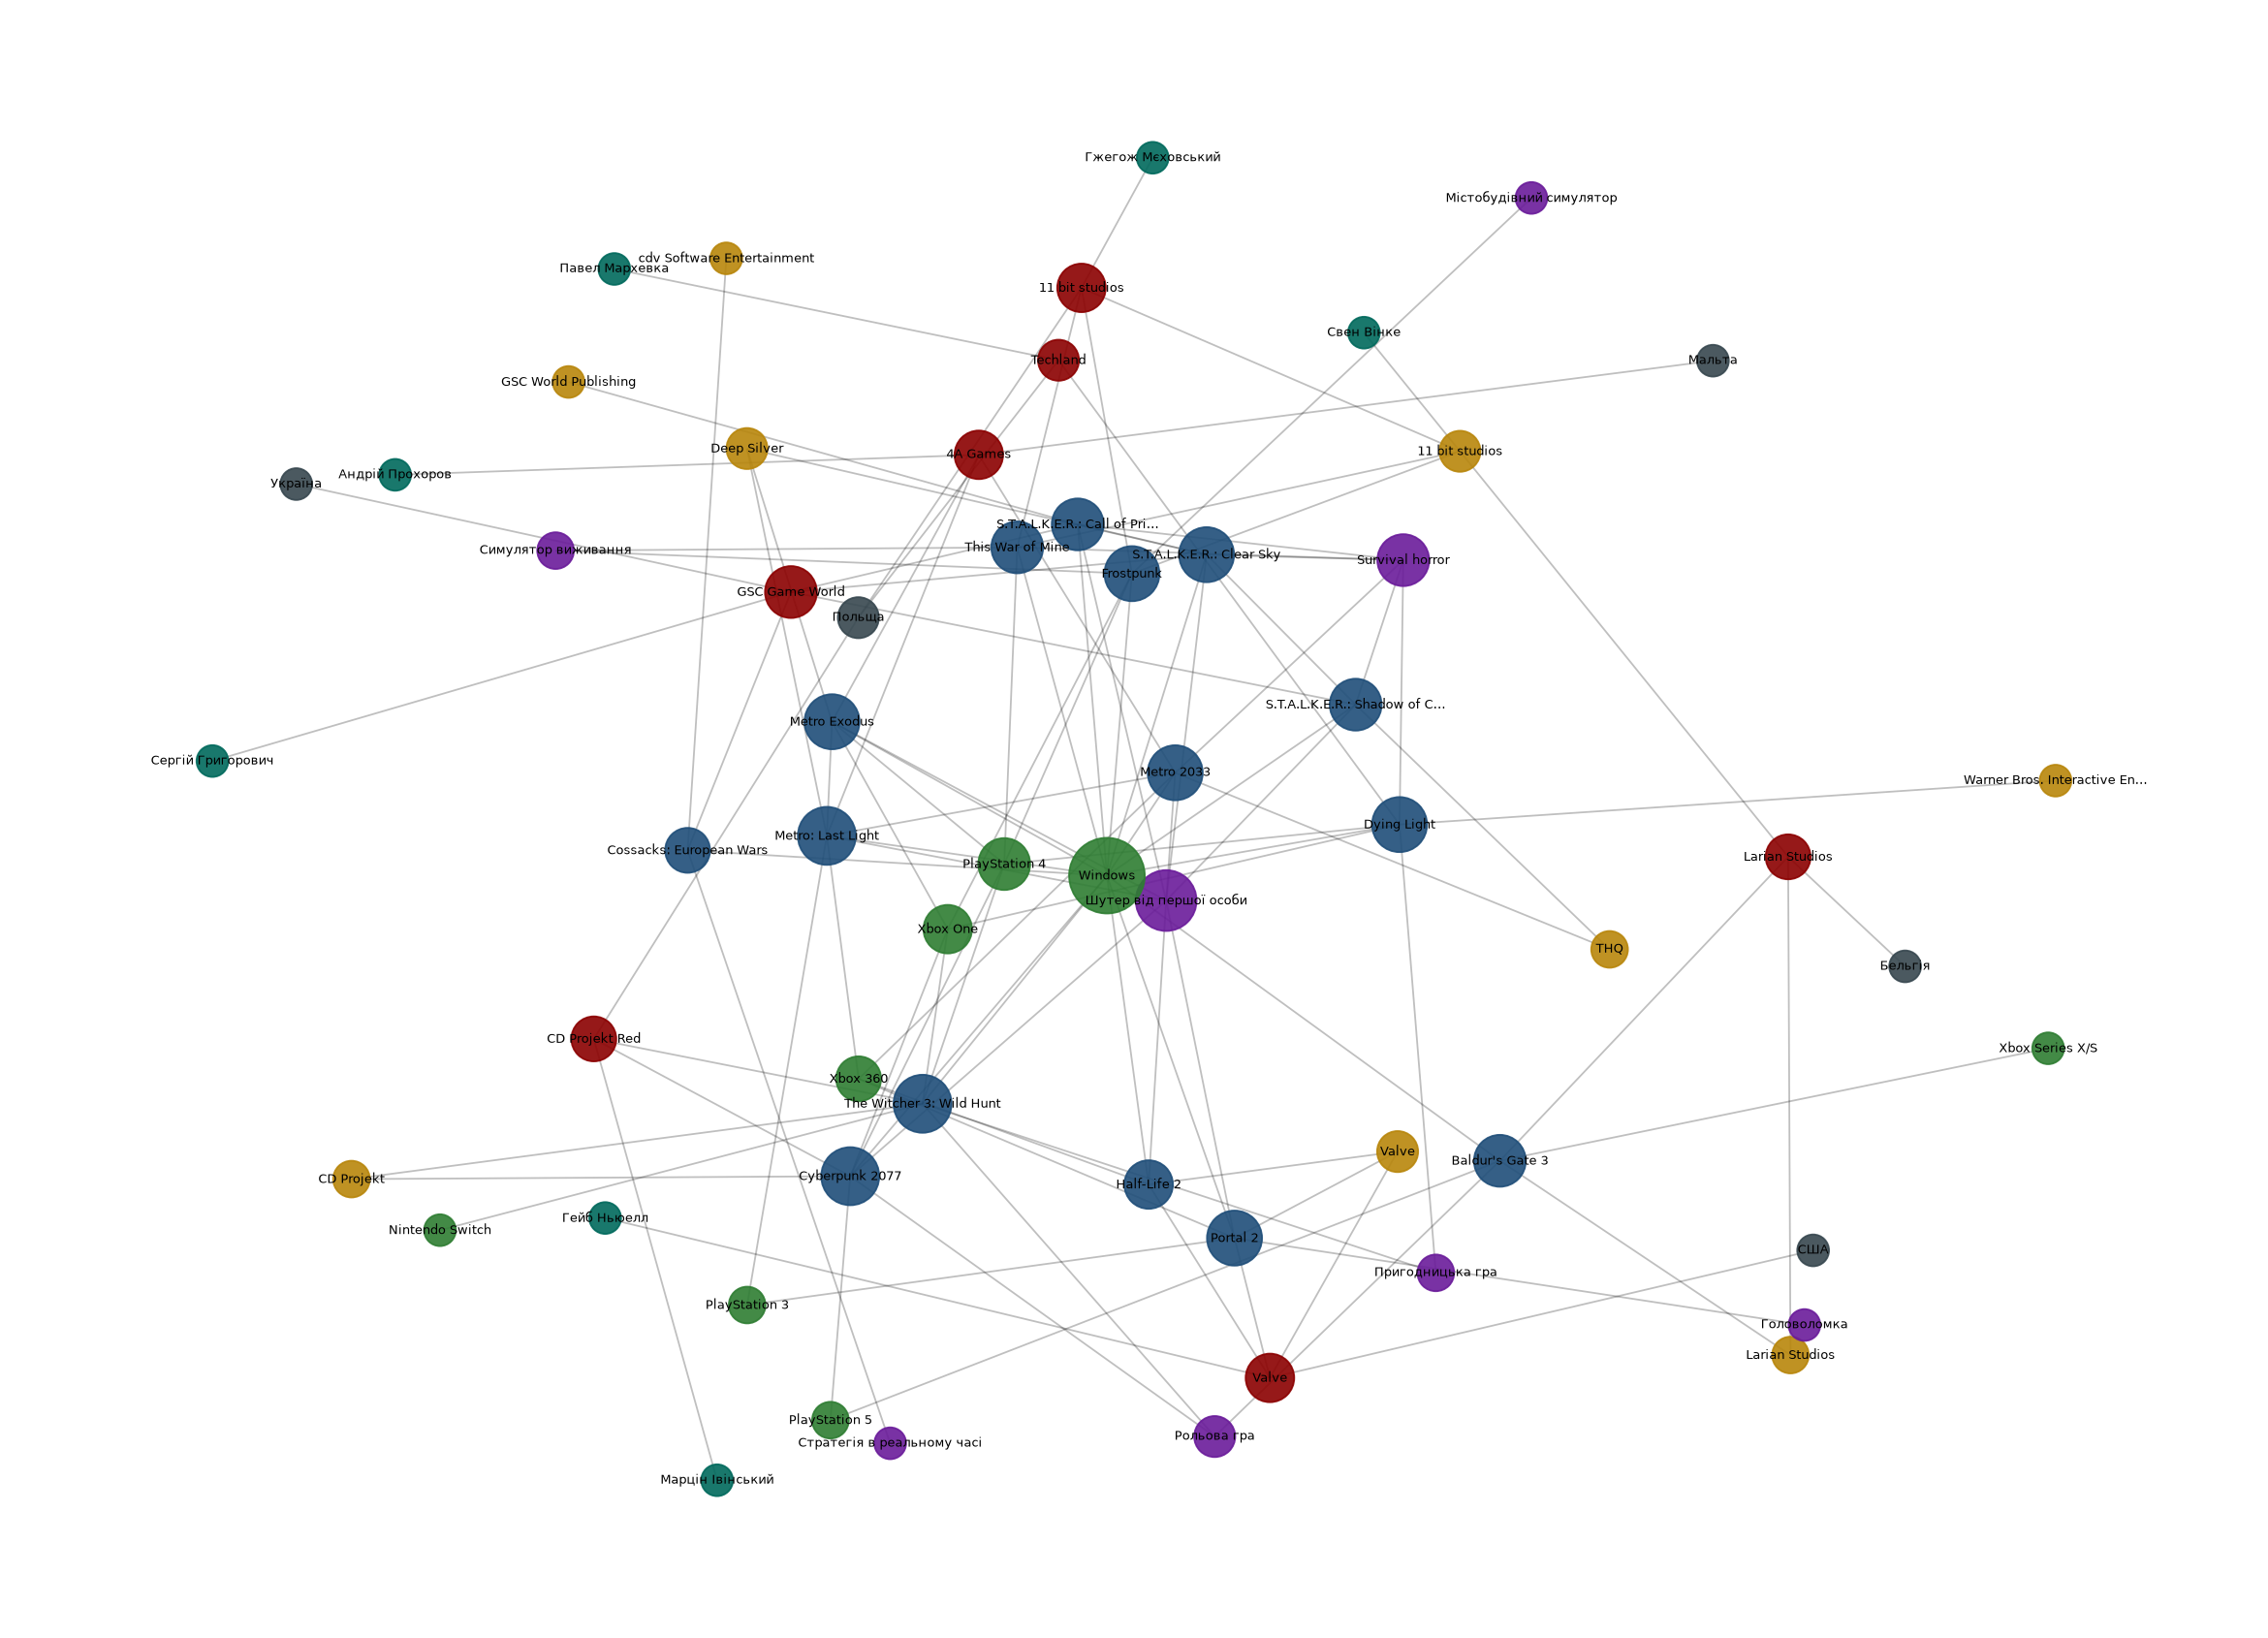 Гжегож Мєховський
Містобудівний симулятор
cdv Software Entertainment
Павел Мархевка
11 bit studios
Свен Вінке
Techland
Мальта
GSC World Publishing
Deep Silver
4A Games
11 bit studios
Андрій Прохоров
Україна
S.T.A.L.K.E.R.: Call of Pri...
This War of Mine
Симулятор виживання
S.T.A.L.K.E.R.: Clear Sky
Survival horror
Frostpunk
GSC Game World
Польща
S.T.A.L.K.E.R.: Shadow of C...
Metro Exodus
Сергій Григорович
Metro 2033
Warner Bros. Interactive En...
Dying Light
Metro: Last Light
Cossacks: European Wars
Larian Studios
PlayStation 4
Windows
Шутер від першої особи
Xbox One
THQ
Бельгія
CD Projekt Red
Xbox Series X/S
Xbox 360
The Witcher 3: Wild Hunt
Valve
Baldur's Gate 3
CD Projekt
Cyberpunk 2077
Half-Life 2
Гейб Ньюелл
Nintendo Switch
Portal 2
США
Пригодницька гра
PlayStation 3
Головоломка
Larian Studios
Valve
PlayStation 5
Рольова гра
Стратегія в реальному часі
Марцін Івінський